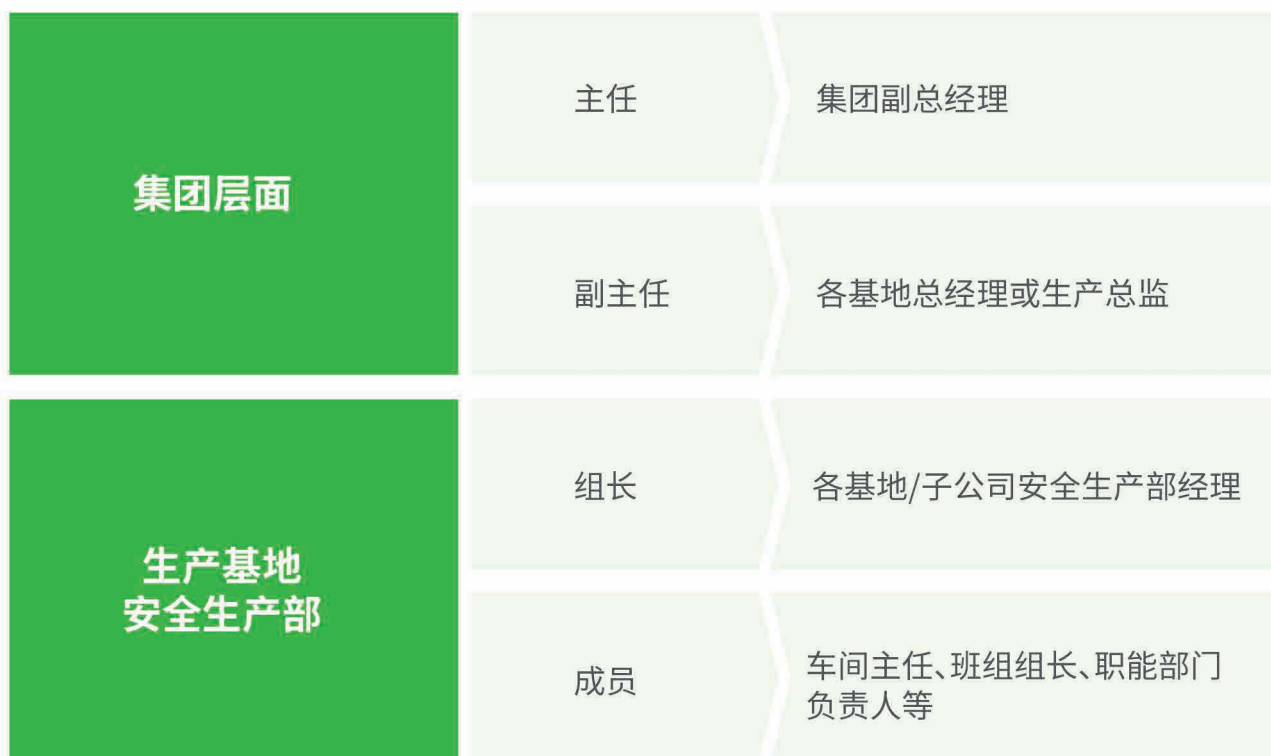 集团层面
主任
集团副总经理
副主任
各基地总经理或生产总监
生产基地
安全生产部
组长
各基地/子公司安全生产部经理
成员
车间主任、班组组长、职能部门
负责人等